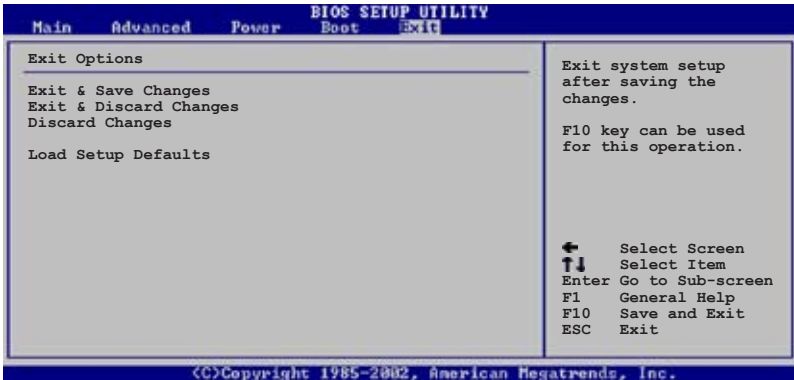 BIOS SETUP UTILITY
Main Advanced Power Boot Exit
Exit Options
Exit & Save Changes
Exit & Discard Changes
Discard Changes
Load Setup Defaults
Exit system setup
after saving the
changes.
F10 key can be used
for this operation.
← Select Screen
↑↓ Select Item
Enter Go to Sub-screen
F1 General Help
F10 Save and Exit
ESC Exit
(C)Copyright 1985-2002, American Megatrends, Inc.